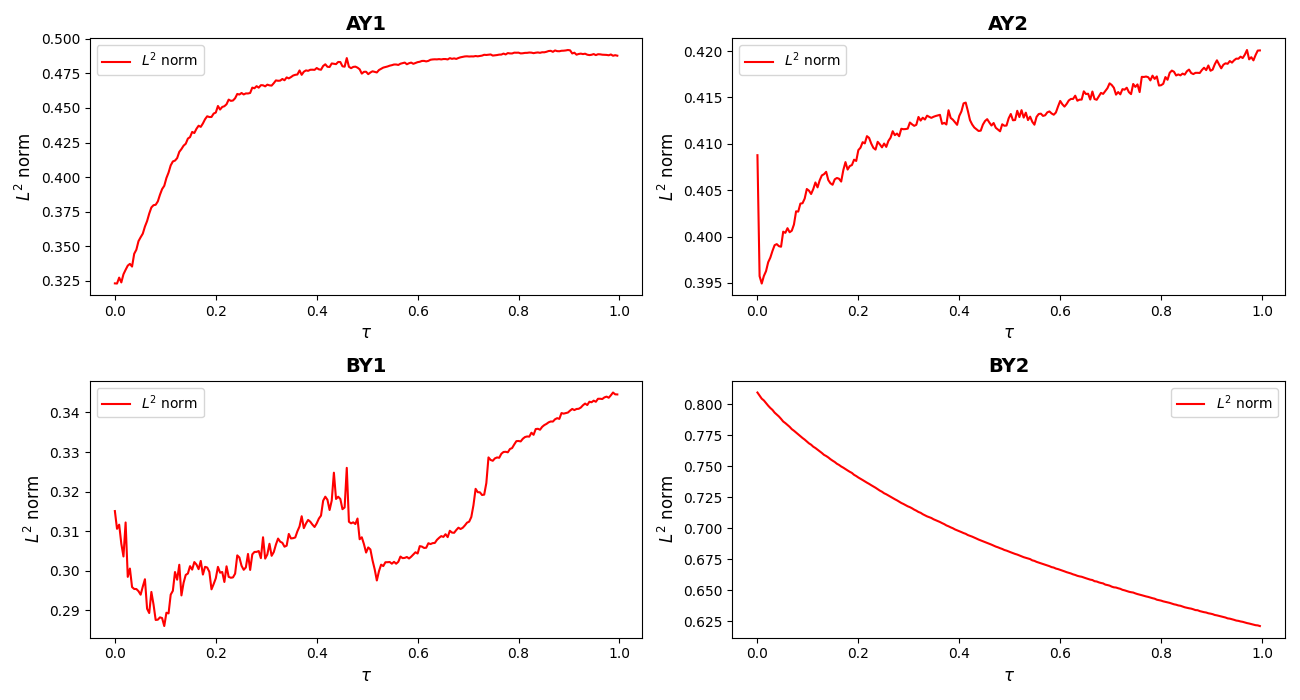 AY1
0.500
0.475
0.450
0.425
0.400
0.375
0.350
0.325
L² norm
L² norm
0.0 0.2 0.4 0.6 0.8 1.0
τ
AY2
0.420
0.415
0.410
0.405
0.400
0.395
L² norm
L² norm
0.0 0.2 0.4 0.6 0.8 1.0
τ
BY1
0.34
0.33
0.32
0.31
0.30
0.29
L² norm
L² norm
0.0 0.2 0.4 0.6 0.8 1.0
τ
BY2
0.800
0.775
0.750
0.725
0.700
0.675
0.650
0.625
L² norm
L² norm
0.0 0.2 0.4 0.6 0.8 1.0
τ